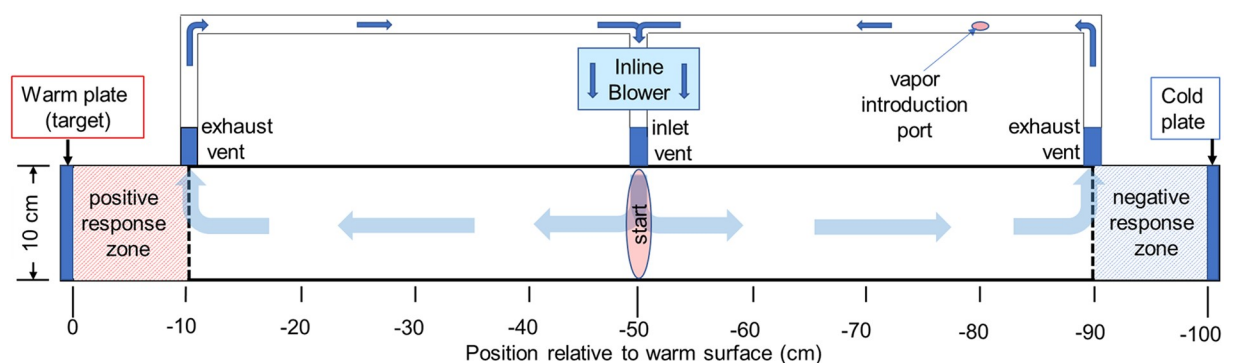 Inline
Blower
vapor
introduction
port
Warm plate
(target)
Cold
plate
exhaust
vent
inlet
vent
exhaust
vent
10 cm
positive
response
zone
start
negative
response
zone
0 -10 -20 -30 -40 -50 -60 -70 -80 -90 -100
Position relative to warm surface (cm)